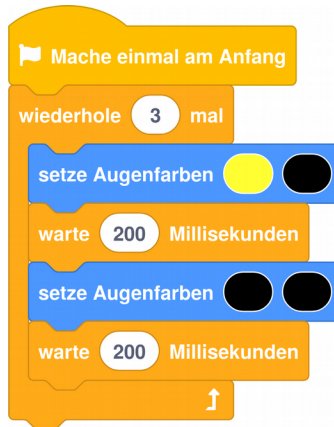 Mache einmal am Anfang
wiederhole 3 mal
setze Augenfarben
warte 200 Millisekunden
setze Augenfarben
warte 200 Millisekunden